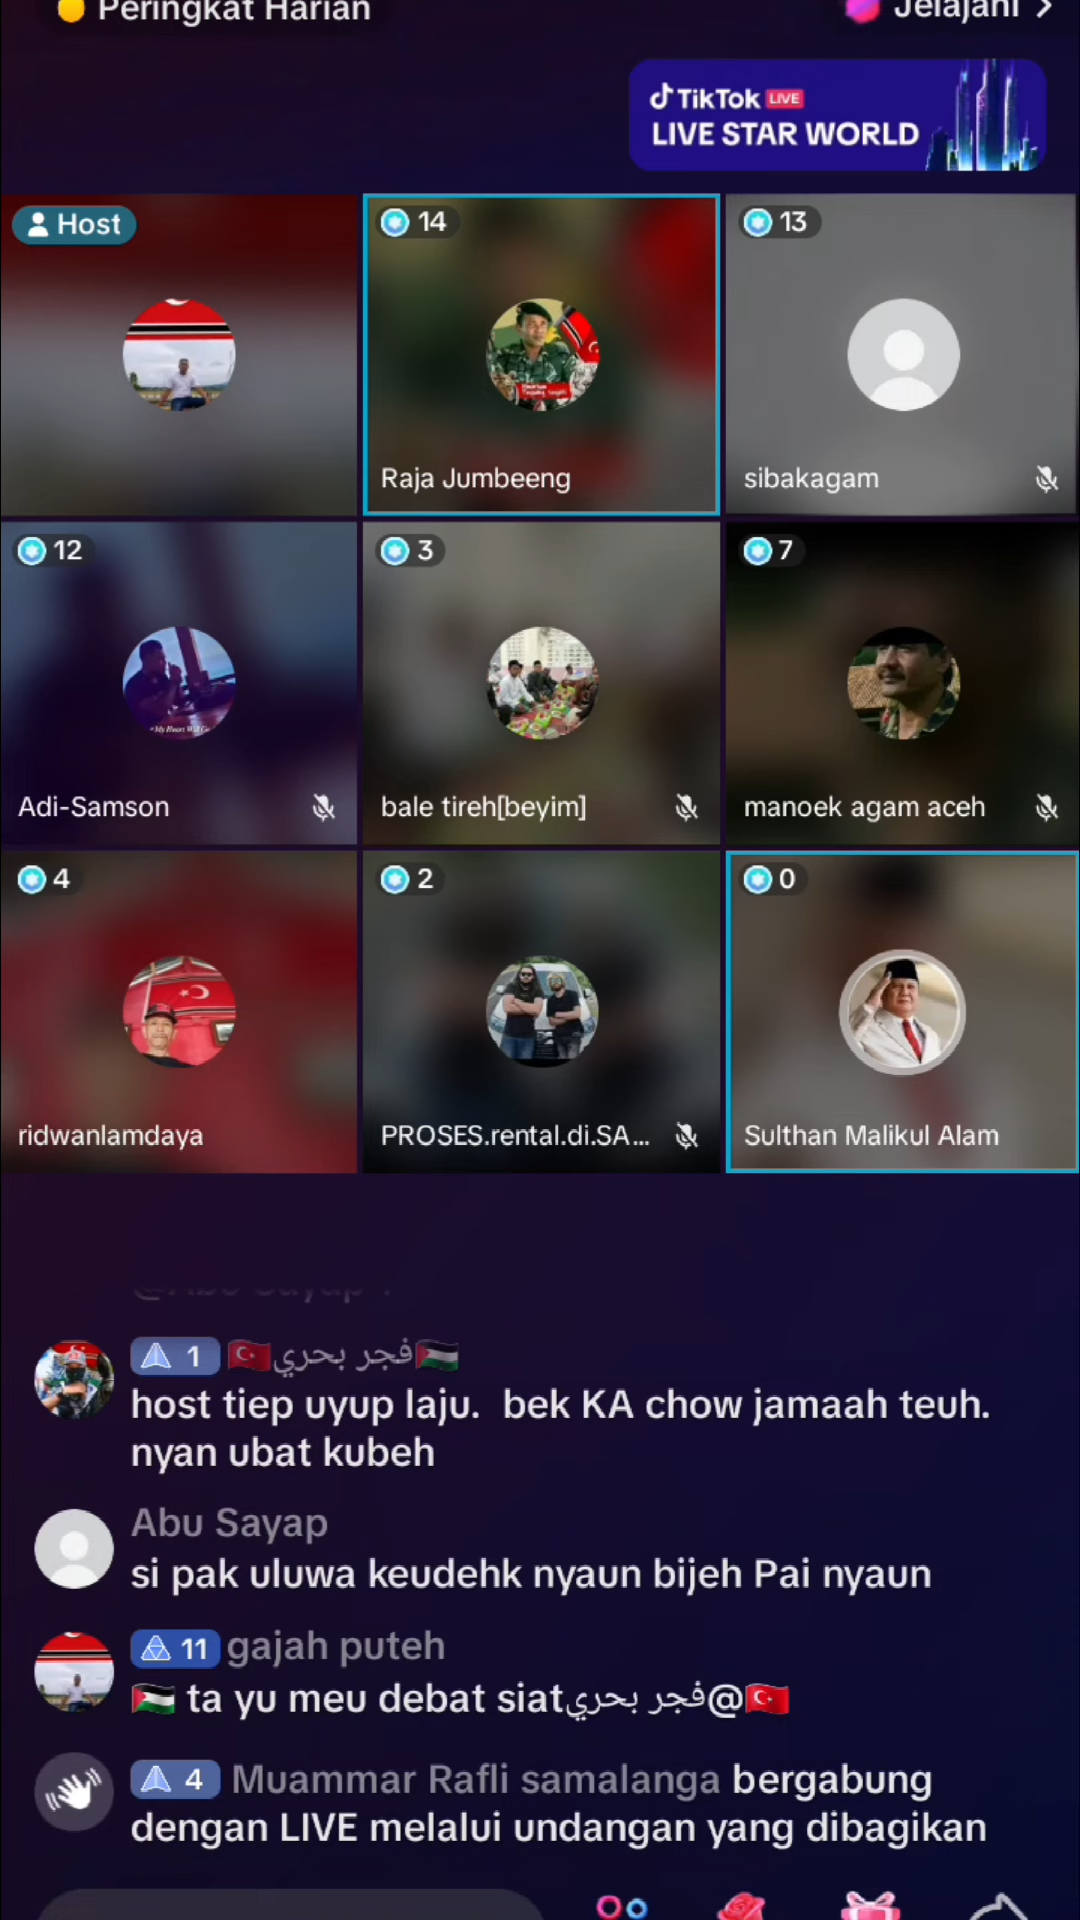 Peringkat Harian
Jelajahi >
TikTok LIVE
LIVE STAR WORLD
Host
14
13
Raja Jumbeeng
sibakagam
12
3
7
My Heart Will
Adi-Samson
bale tireh[beyim]
manoek agam aceh
4
2
0
ridwanlamdaya
PROSES.rental.di.SA...
Sulthan Malikul Alam
1 🇹🇷فجر بحري🇵🇸
host tiep uyup laju.  bek KA chow jamaah teuh.
nyan ubat kubeh
Abu Sayap
si pak uluwa keudehk nyaun bijeh Pai nyaun
11 gajah puteh
🇵🇸 ta yu meu debat siatفجر بحري@🇹🇷
4 Muammar Rafli samalanga bergabung
dengan LIVE melalui undangan yang dibagikan